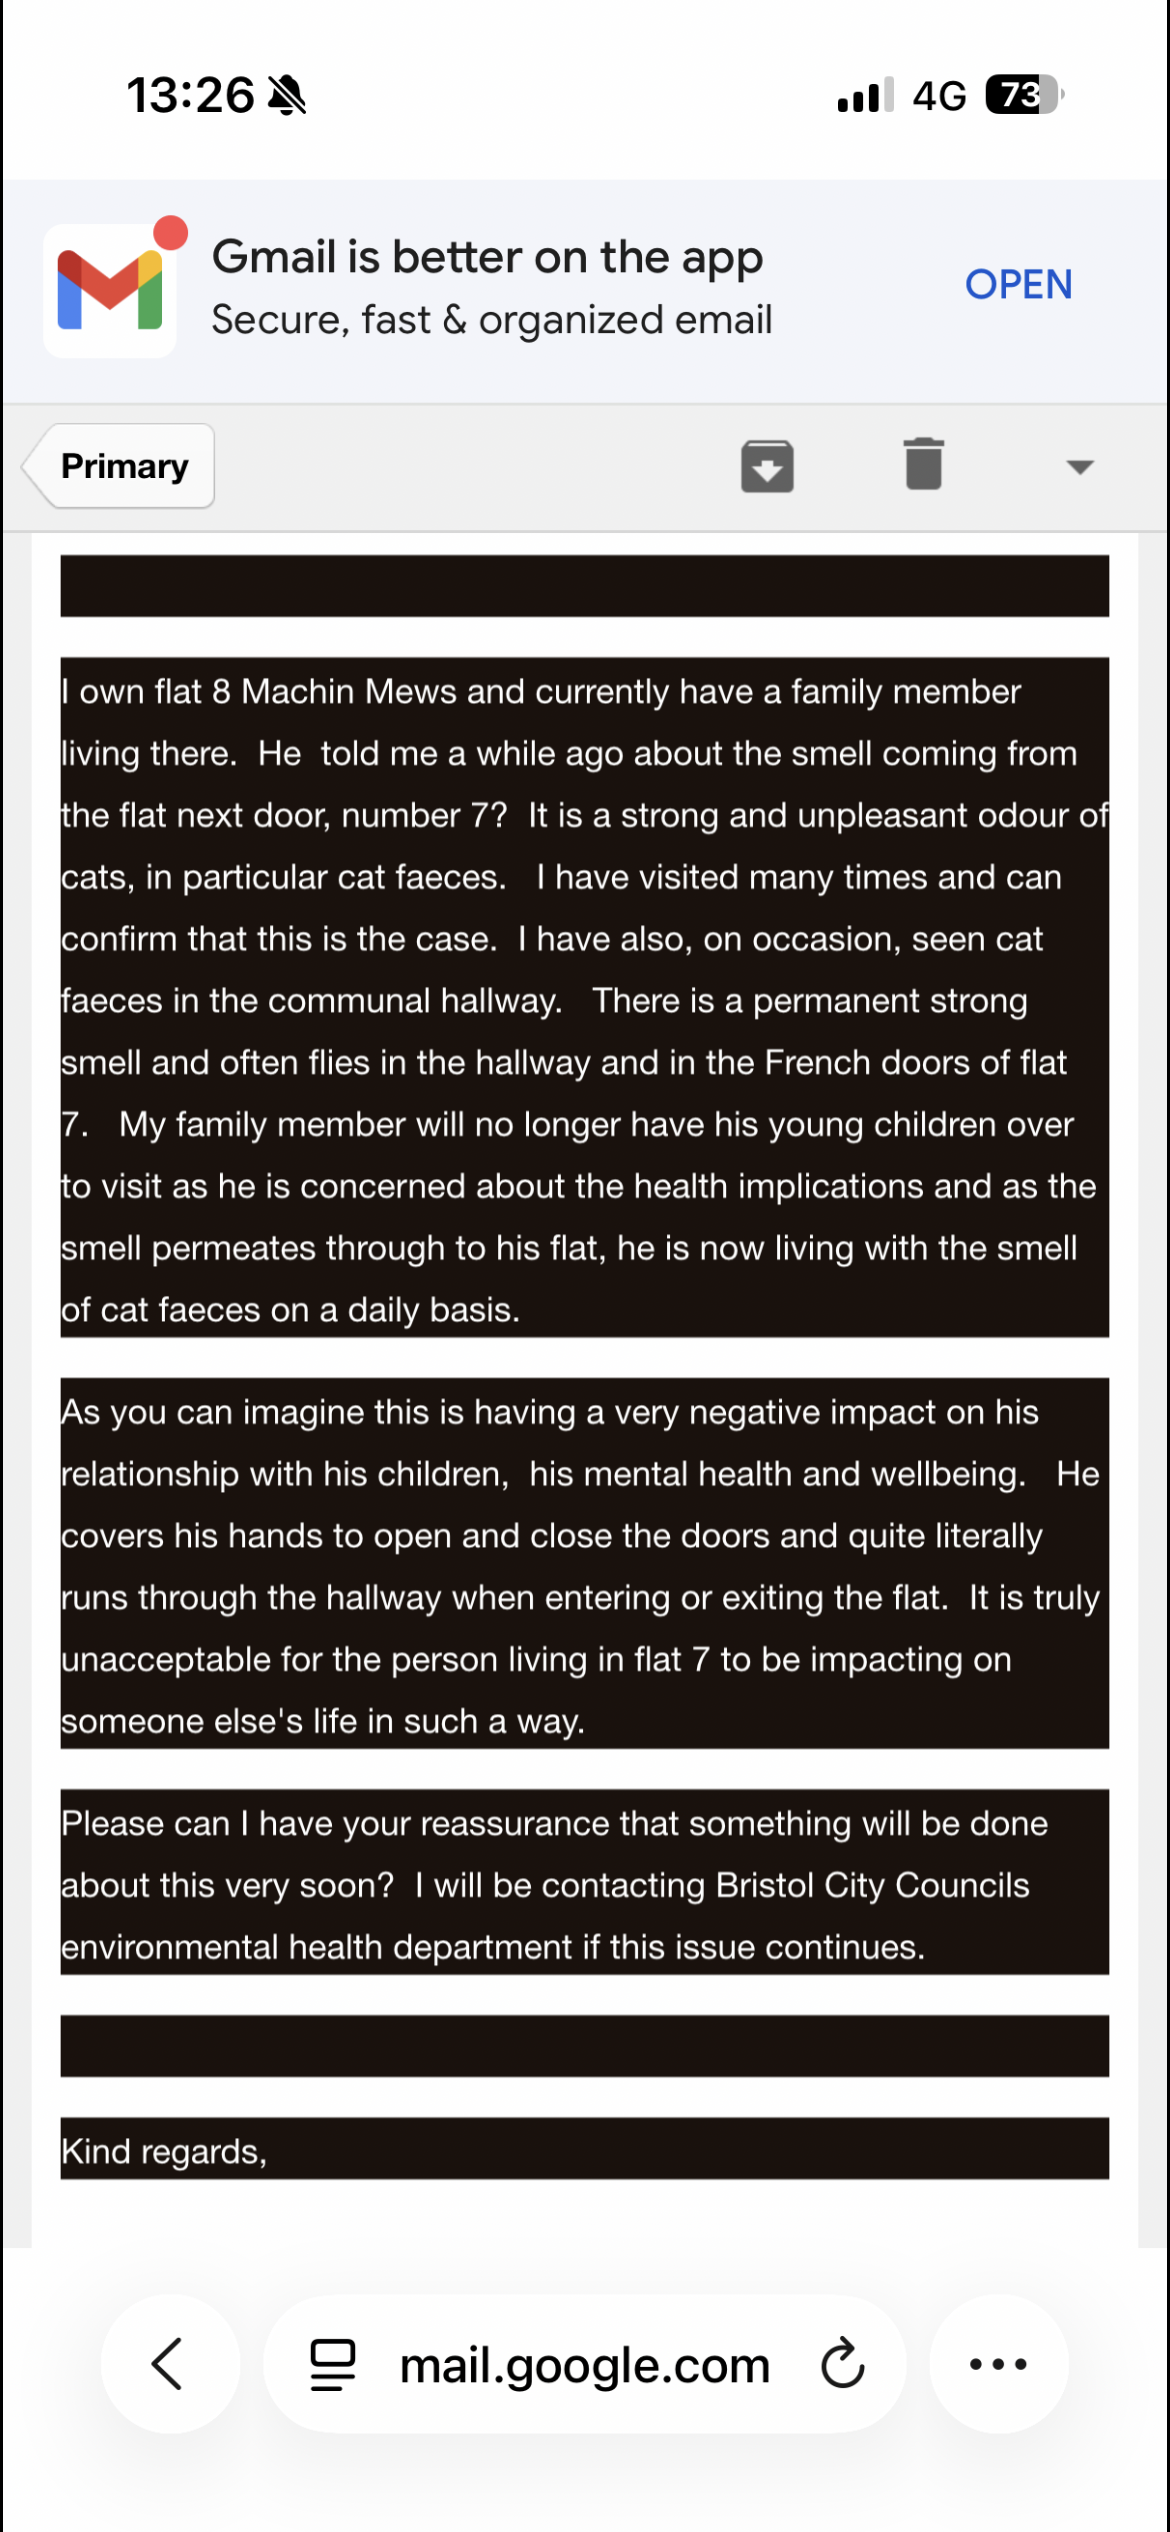 13:26
4G 73
Gmail is better on the app
Secure, fast & organized email
OPEN
Primary
I own flat 8 Machin Mews and currently have a family member
living there.  He  told me a while ago about the smell coming from
the flat next door, number 7?  It is a strong and unpleasant odour of
cats, in particular cat faeces.   I have visited many times and can
confirm that this is the case.  I have also, on occasion, seen cat
faeces in the communal hallway.   There is a permanent strong
smell and often flies in the hallway and in the French doors of flat
7.   My family member will no longer have his young children over
to visit as he is concerned about the health implications and as the
smell permeates through to his flat, he is now living with the smell
of cat faeces on a daily basis.
As you can imagine this is having a very negative impact on his
relationship with his children,  his mental health and wellbeing.   He
covers his hands to open and close the doors and quite literally
runs through the hallway when entering or exiting the flat.  It is truly
unacceptable for the person living in flat 7 to be impacting on
someone else's life in such a way.
Please can I have your reassurance that something will be done
about this very soon?  I will be contacting Bristol City Councils
environmental health department if this issue continues.
Kind regards,
mail.google.com